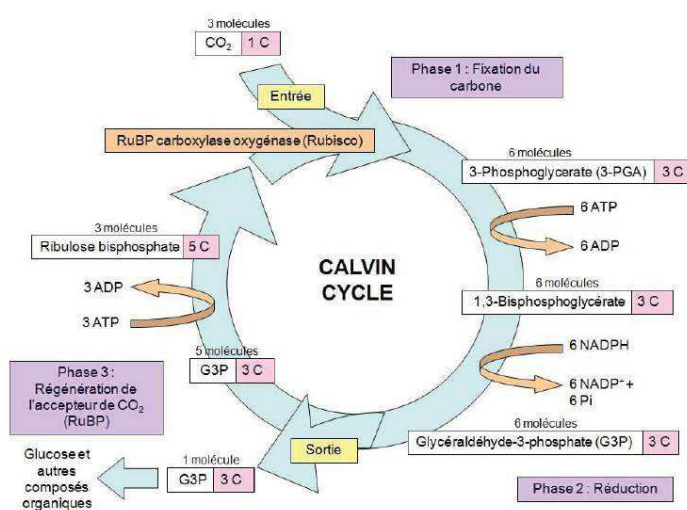 3 molécules
CO₂ 1 C
Entrée
Phase 1 : Fixation du
carbone
RuBP carboxylase oxygénase (Rubisco)
6 molécules
3-Phosphoglycerate (3-PGA) 3 C
6 ATP
6 ADP
6 molécules
1,3-Bisphosphoglycérate 3 C
6 NADPH
6 NADP⁺+
6 Pi
6 molécules
Glycéraldéhyde-3-phosphate (G3P) 3 C
Phase 2 : Réduction
CALVIN
CYCLE
3 molécules
Ribulose bisphosphate 5 C
3 ADP
3 ATP
5 molécules
G3P 3 C
Phase 3 :
Régénération de
l'accepteur de CO₂
(RuBP)
Sortie
1 molécule
G3P 3 C
Glucose et
autres
composés
organiques